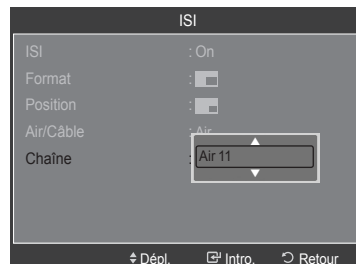 ISI
ISI : On
Format :
Position :
Air/Câble : Air
Chaîne : Air 11
Dépl. Intro. Retour